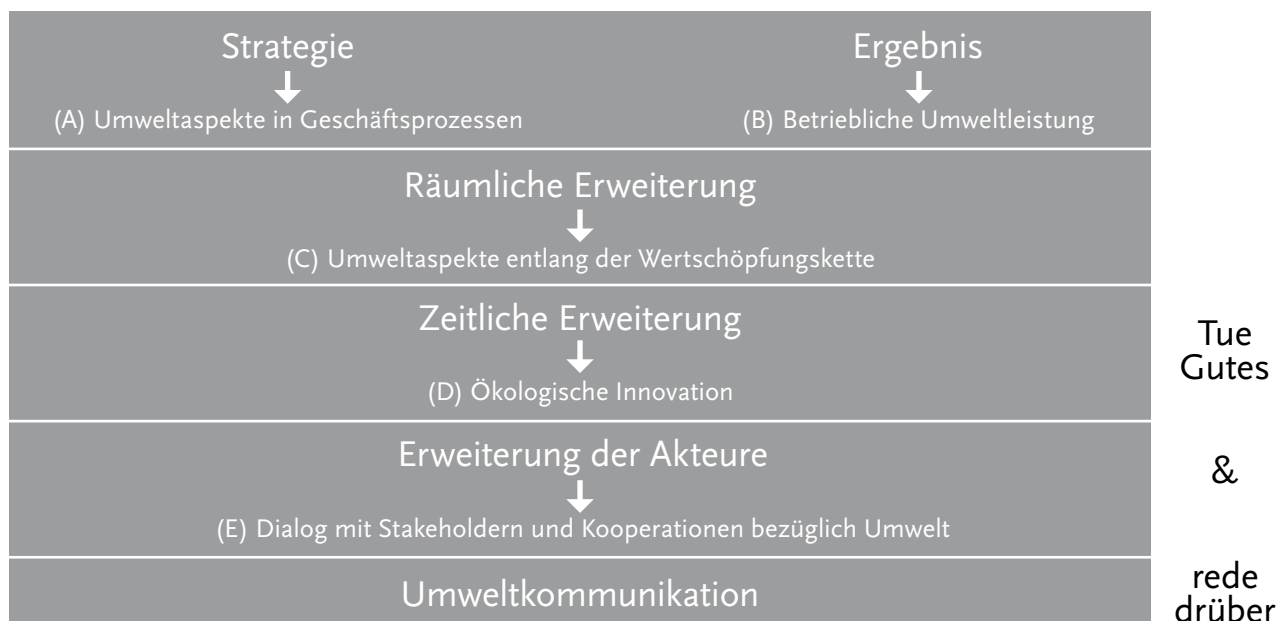 Strategie
Ergebnis
(A) Umweltaspekte in Geschäftsprozessen
(B) Betriebliche Umweltleistung
Räumliche Erweiterung
(C) Umweltaspekte entlang der Wertschöpfungskette
Zeitliche Erweiterung
(D) Ökologische Innovation
Erweiterung der Akteure
(E) Dialog mit Stakeholdern und Kooperationen bezüglich Umwelt
Umweltkommunikation
Tue
Gutes
&
rede
drüber